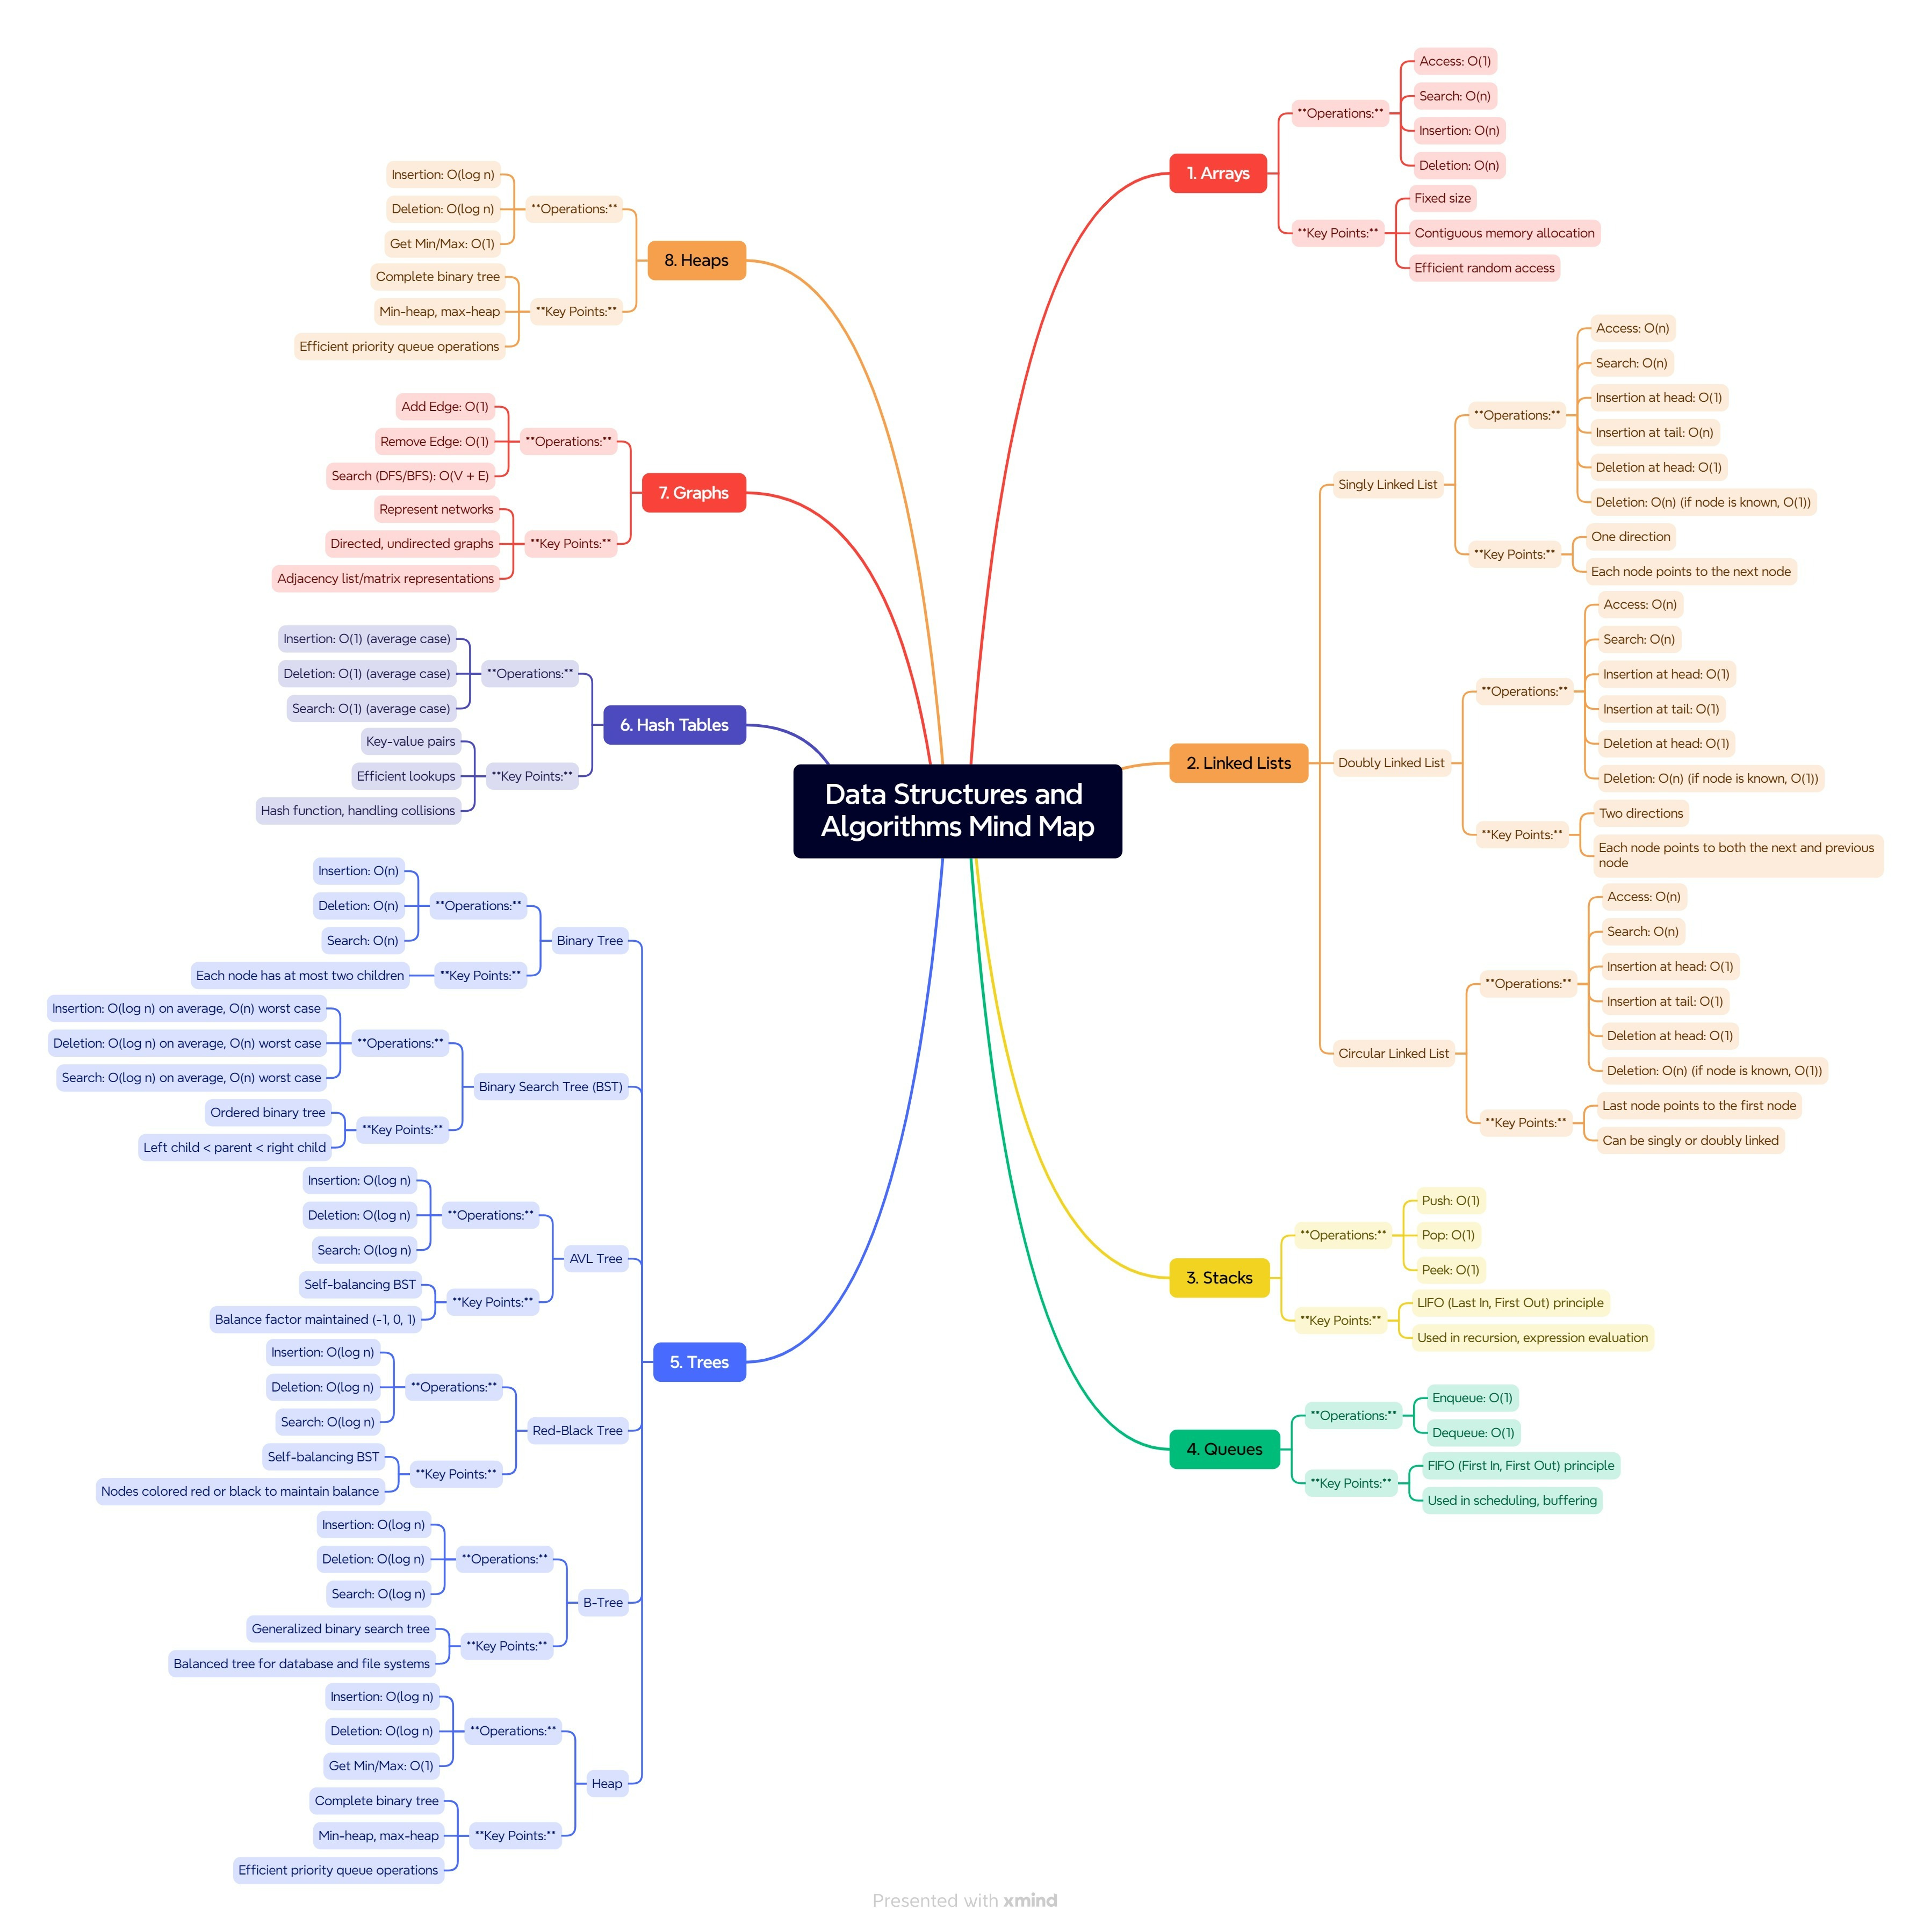 Data Structures and
Algorithms Mind Map
1. Arrays
**Operations:**
Access: O(1)
Search: O(n)
Insertion: O(n)
Deletion: O(n)
**Key Points:**
Fixed size
Contiguous memory allocation
Efficient random access
2. Linked Lists
Singly Linked List
**Operations:**
Access: O(n)
Search: O(n)
Insertion at head: O(1)
Insertion at tail: O(n)
Deletion at head: O(1)
Deletion: O(n) (if node is known, O(1))
**Key Points:**
One direction
Each node points to the next node
Doubly Linked List
**Operations:**
Access: O(n)
Search: O(n)
Insertion at head: O(1)
Insertion at tail: O(1)
Deletion at head: O(1)
Deletion: O(n) (if node is known, O(1))
**Key Points:**
Two directions
Each node points to both the next and previous
node
Circular Linked List
**Operations:**
Access: O(n)
Search: O(n)
Insertion at head: O(1)
Insertion at tail: O(1)
Deletion at head: O(1)
Deletion: O(n) (if node is known, O(1))
**Key Points:**
Last node points to the first node
Can be singly or doubly linked
3. Stacks
**Operations:**
Push: O(1)
Pop: O(1)
Peek: O(1)
**Key Points:**
LIFO (Last In, First Out) principle
Used in recursion, expression evaluation
4. Queues
**Operations:**
Enqueue: O(1)
Dequeue: O(1)
**Key Points:**
FIFO (First In, First Out) principle
Used in scheduling, buffering
5. Trees
Binary Tree
**Operations:**
Insertion: O(n)
Deletion: O(n)
Search: O(n)
**Key Points:**
Each node has at most two children
Binary Search Tree (BST)
**Operations:**
Insertion: O(log n) on average, O(n) worst case
Deletion: O(log n) on average, O(n) worst case
Search: O(log n) on average, O(n) worst case
**Key Points:**
Ordered binary tree
Left child < parent < right child
AVL Tree
**Operations:**
Insertion: O(log n)
Deletion: O(log n)
Search: O(log n)
**Key Points:**
Self-balancing BST
Balance factor maintained (-1, 0, 1)
Red-Black Tree
**Operations:**
Insertion: O(log n)
Deletion: O(log n)
Search: O(log n)
**Key Points:**
Self-balancing BST
Nodes colored red or black to maintain balance
B-Tree
**Operations:**
Insertion: O(log n)
Deletion: O(log n)
Search: O(log n)
**Key Points:**
Generalized binary search tree
Balanced tree for database and file systems
Heap
**Operations:**
Insertion: O(log n)
Deletion: O(log n)
Get Min/Max: O(1)
**Key Points:**
Complete binary tree
Min-heap, max-heap
Efficient priority queue operations
6. Hash Tables
**Operations:**
Insertion: O(1) (average case)
Deletion: O(1) (average case)
Search: O(1) (average case)
**Key Points:**
Key-value pairs
Efficient lookups
Hash function, handling collisions
7. Graphs
**Operations:**
Add Edge: O(1)
Remove Edge: O(1)
Search (DFS/BFS): O(V + E)
**Key Points:**
Represent networks
Directed, undirected graphs
Adjacency list/matrix representations
8. Heaps
**Operations:**
Insertion: O(log n)
Deletion: O(log n)
Get Min/Max: O(1)
**Key Points:**
Complete binary tree
Min-heap, max-heap
Efficient priority queue operations
Presented with xmind